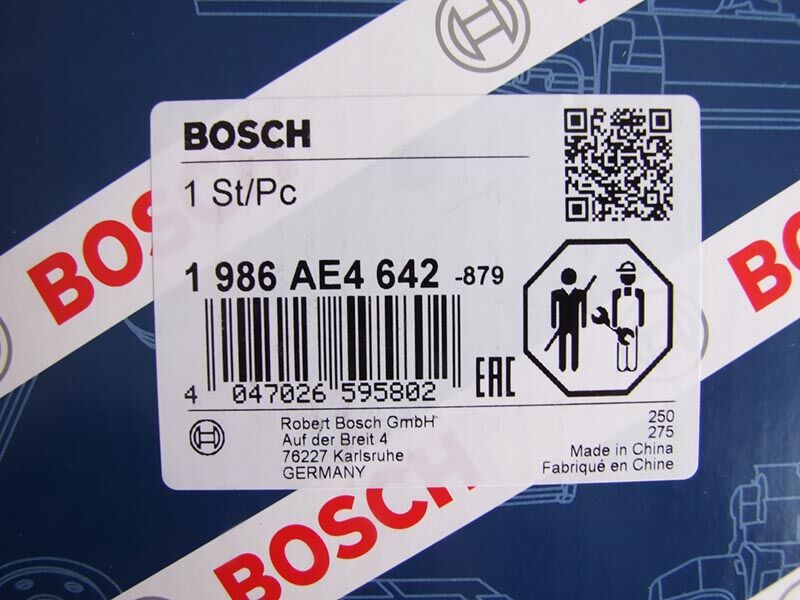 BOSCH
BOSCH
1 St/Pc
1 986 AE4 642 -879
4 047026 595802
EAC
Robert Bosch GmbH
Auf der Breit 4
76227 Karlsruhe
GERMANY
250
275
Made in China
Fabriqué en Chine
B
BOSCH